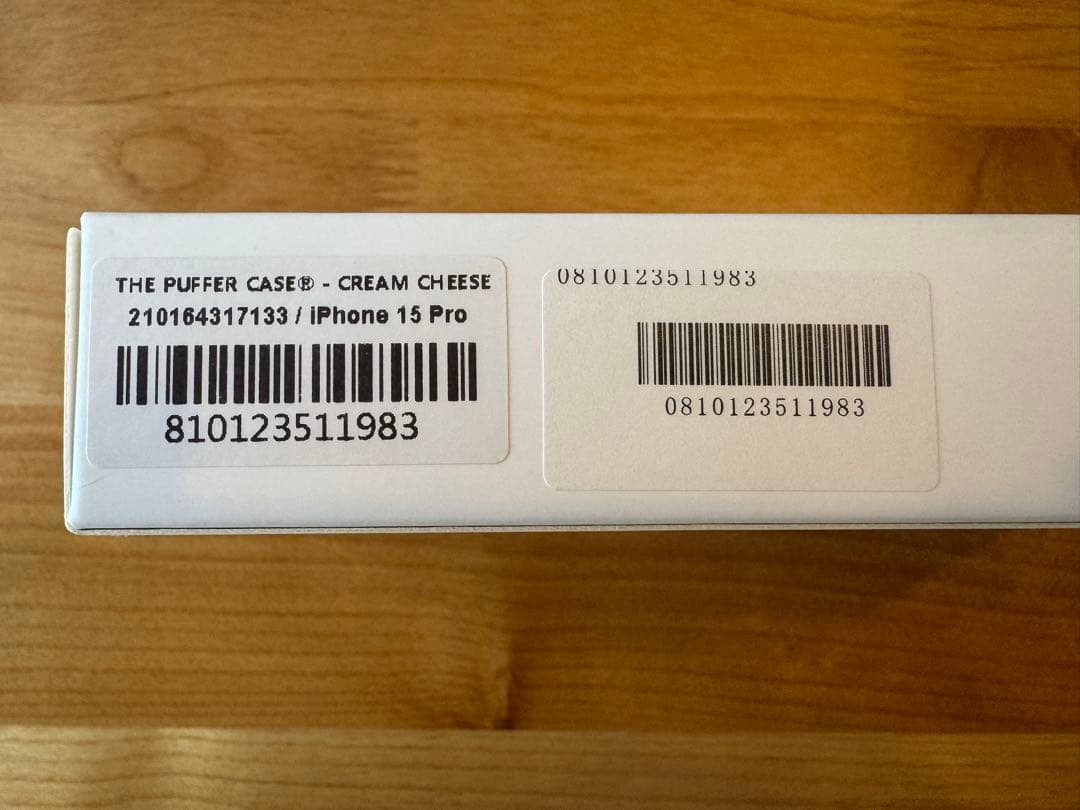 THE PUFFER CASE® - CREAM CHEESE
210164317133 / iPhone 15 Pro
810123511983
0810123511983
0810123511983